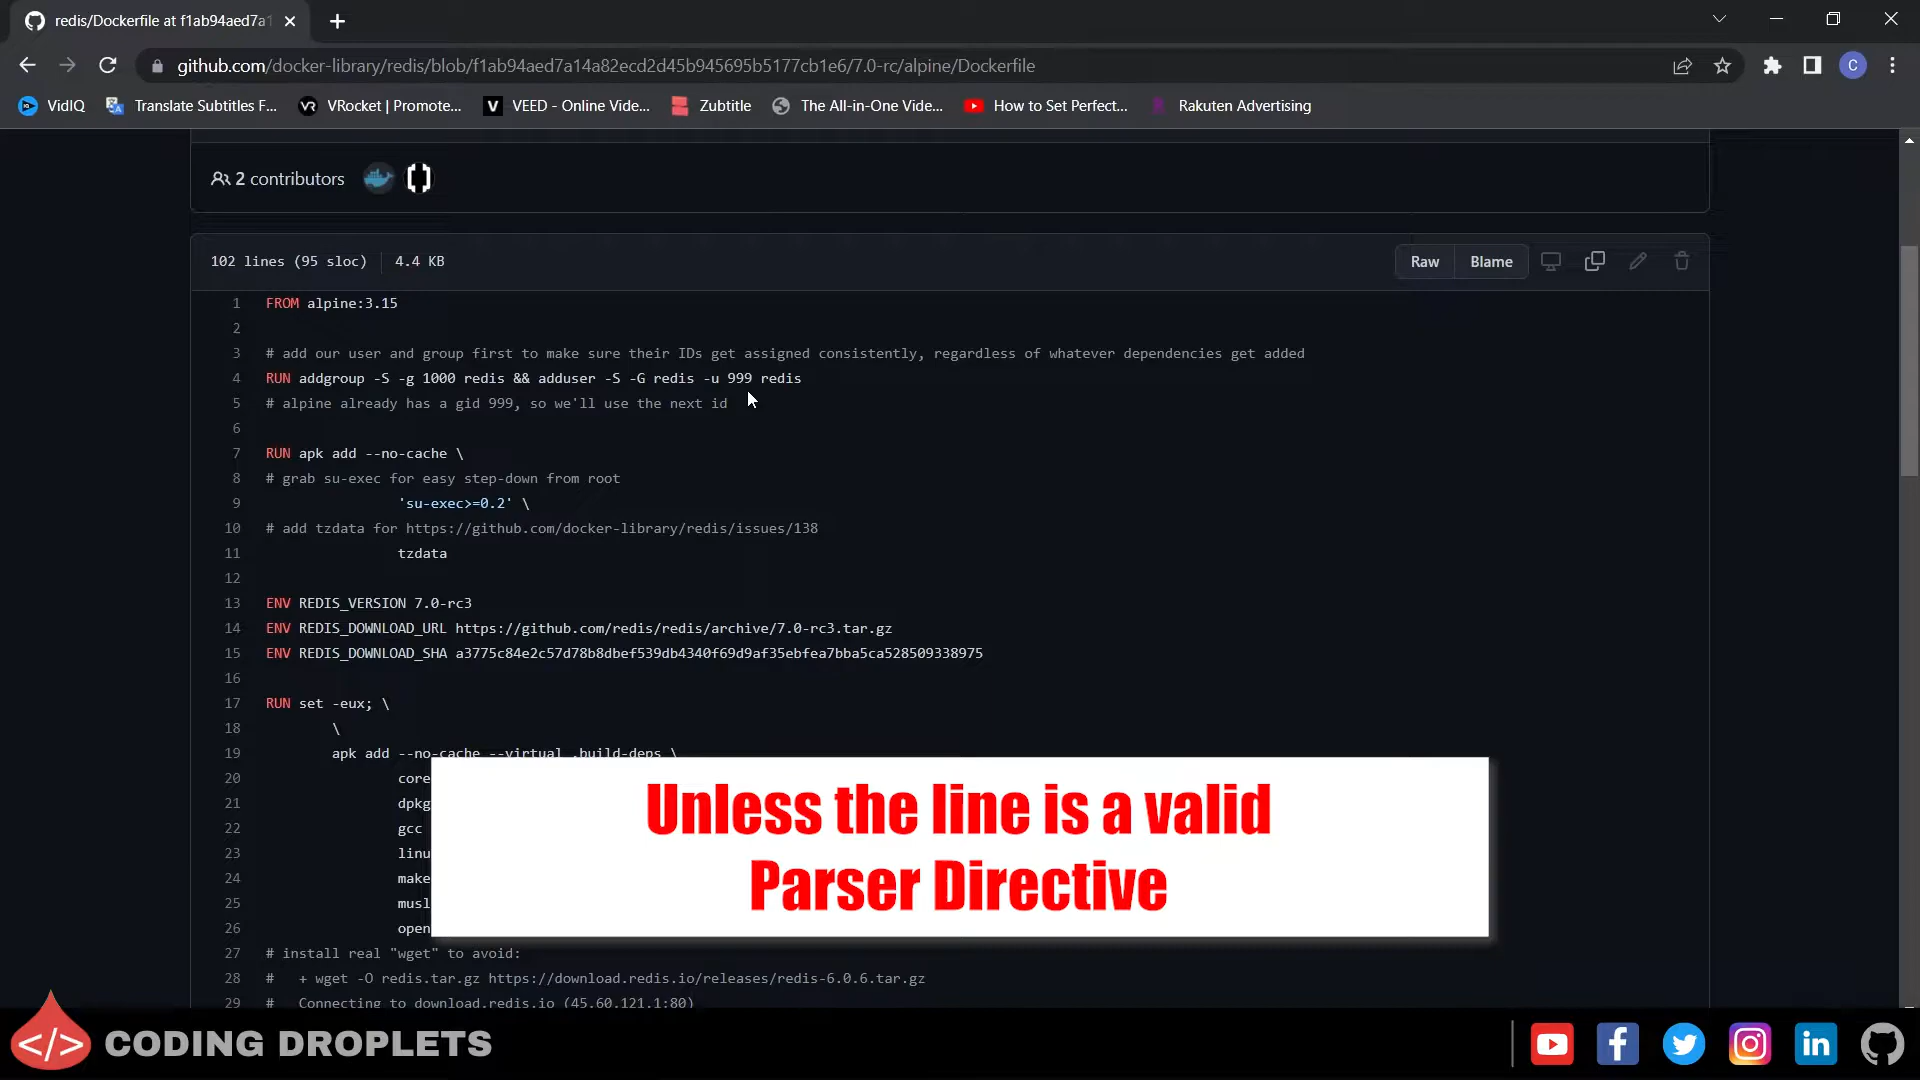 redis/Dockerfile at f1ab94aed7a1
github.com/docker-library/redis/blob/f1ab94aed7a14a82ecd2d45b945695b5177cb1e6/7.0-rc/alpine/Dockerfile
C
VidIQ
Translate Subtitles F...
VRocket | Promote...
VEED - Online Vide...
Zubtitle
The All-in-One Vide...
How to Set Perfect...
Rakuten Advertising
2 contributors
102 lines (95 sloc) 4.4 KB
Raw Blame
1 FROM alpine:3.15
2
3 # add our user and group first to make sure their IDs get assigned consistently, regardless of whatever dependencies get added
4 RUN addgroup -S -g 1000 redis && adduser -S -G redis -u 999 redis
5 # alpine already has a gid 999, so we'll use the next id
6
7 RUN apk add --no-cache \
8 # grab su-exec for easy step-down from root
9 'su-exec>=0.2' \
10 # add tzdata for https://github.com/docker-library/redis/issues/138
11 tzdata
12
13 ENV REDIS_VERSION 7.0-rc3
14 ENV REDIS_DOWNLOAD_URL https://github.com/redis/redis/archive/7.0-rc3.tar.gz
15 ENV REDIS_DOWNLOAD_SHA a3775c84e2c57d78b8dbef539db4340f69d9af35ebfea7bba5ca528509338975
16
17 RUN set -eux; \
18 \
19 apk add --no-cache --virtual .build-deps \
20 core
21 dpkg
22 gcc
23 linu
24 make
25 musl
26 open
Unless the line is a valid
Parser Directive
27 # install real "wget" to avoid:
28 # + wget -O redis.tar.gz https://download.redis.io/releases/redis-6.0.6.tar.gz
29 # Connecting to download.redis.io (45.60.121.1:80)
</> CODING DROPLETS